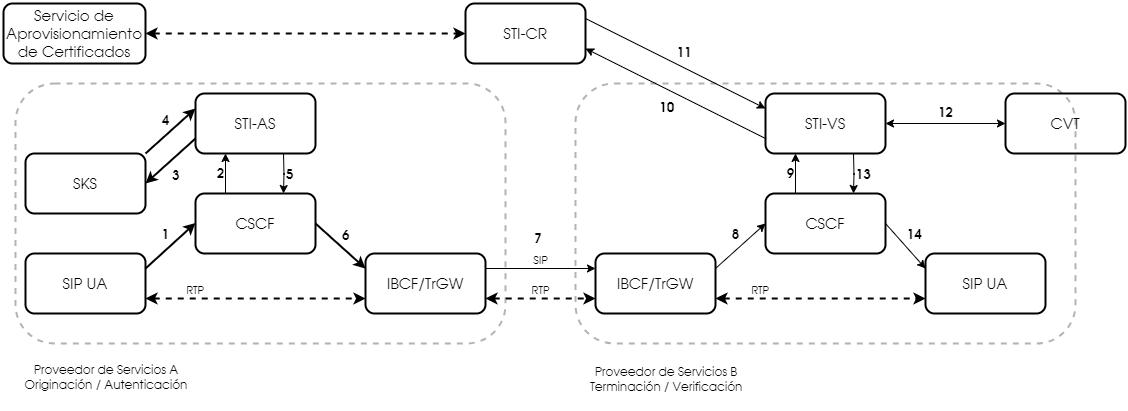 Servicio de
Aprovisionamiento
de Certificados
STI-CR
11
10
4
STI-AS
STI-VS
12
CVT
3
2
5
9
13
SKS
1
CSCF
6
7
8
CSCF
14
SIP UA
IBCF/TrGW
SIP
IBCF/TrGW
SIP UA
RTP
RTP
RTP
Proveedor de Servicios A
Originación / Autenticación
Proveedor de Servicios B
Terminación / Verificación